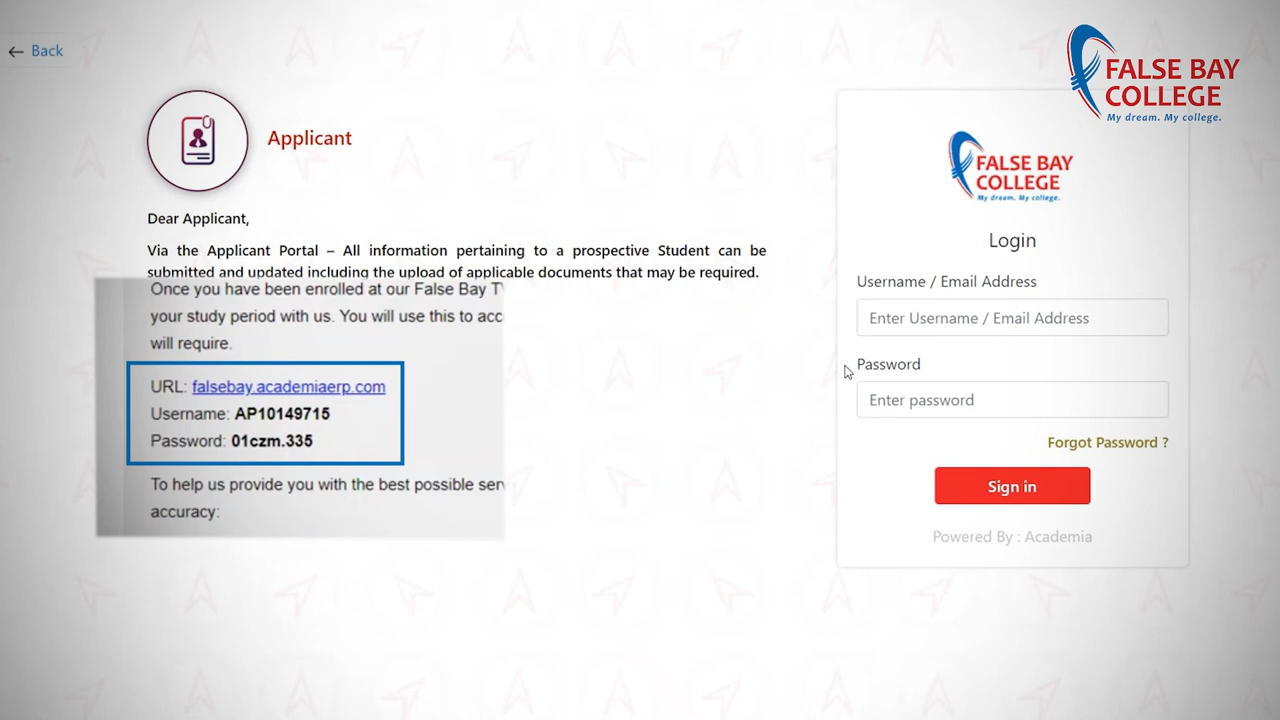 Back
FALSE BAY
COLLEGE
My dream. My college.
Applicant
Dear Applicant,
Via the Applicant Portal – All information pertaining to a prospective Student can be
submitted and updated including the upload of applicable documents that may be required.
Once you have been enrolled at our False Bay
your study period with us. You will use this to
will require.
URL: falsebay.academiaerp.com
Username: AP10149715
Password: 01czm.335
To help us provide you with the best possible
accuracy:
FALSE BAY
COLLEGE
My dream. My college.
Login
Username / Email Address
Enter Username / Email Address
Password
Enter password
Forgot Password ?
Sign in
Powered By : Academia